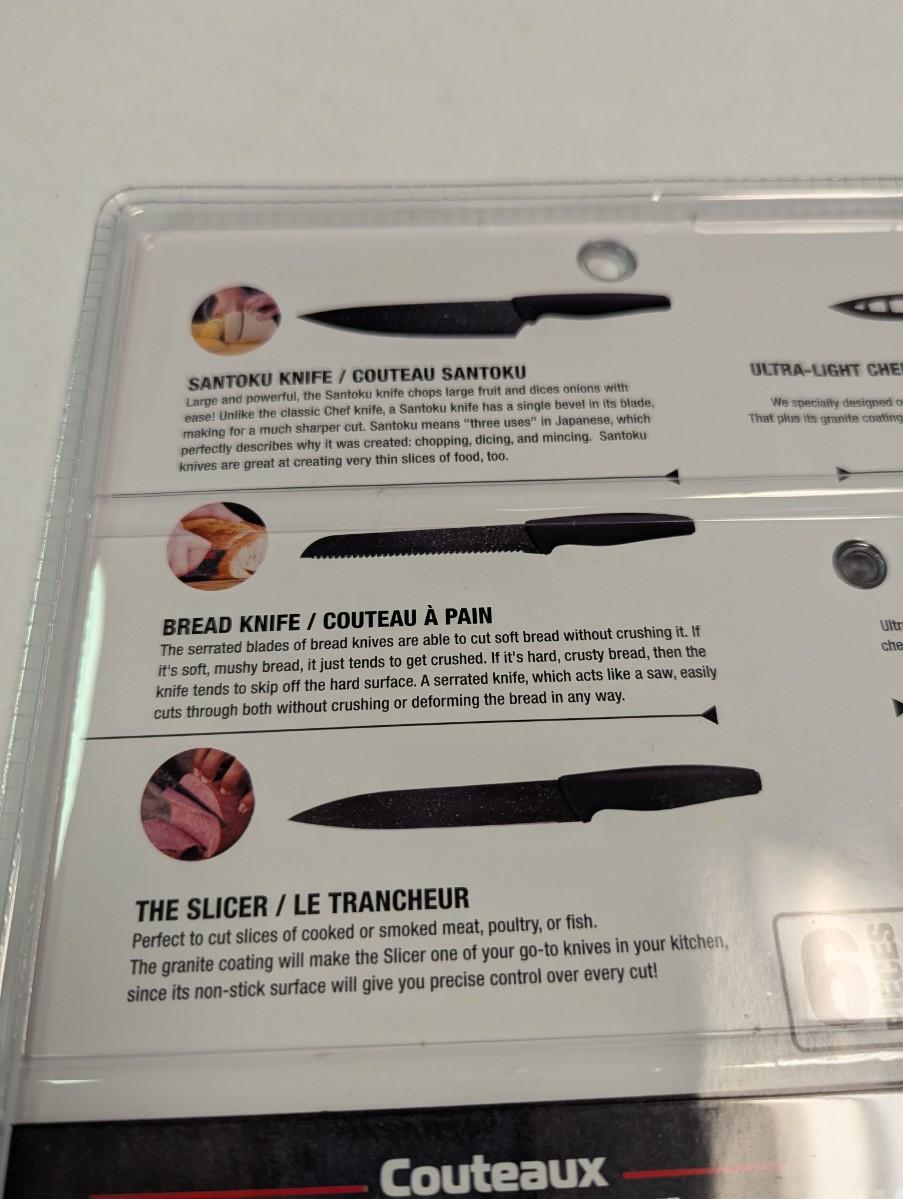 SANTOKU KNIFE / COUTEAU SANTOKU
Large and powerful, the Santoku knife chops large fruit and dices onions with
ease! Unlike the classic Chef knife, a Santoku knife has a single bevel in its blade,
making for a much sharper cut. Santoku means "three uses" in Japanese, which
perfectly describes why it was created: chopping, dicing, and mincing. Santoku
knives are great at creating very thin slices of food, too.
ULTRA-LIGHT
We specially designed
That plus its granite coating
BREAD KNIFE / COUTEAU À PAIN
The serrated blades of bread knives are able to cut soft bread without crushing it. If
it's soft, mushy bread, it just tends to get crushed. If it's hard, crusty bread, then the
knife tends to skip off the hard surface. A serrated knife, which acts like a saw, easily
cuts through both without crushing or deforming the bread in any way.
THE SLICER / LE TRANCHEUR
Perfect to cut slices of cooked or smoked meat, poultry, or fish.
The granite coating will make the Slicer one of your go-to knives in your kitchen,
since its non-stick surface will give you precise control over every cut!
6
PIECES
Couteaux